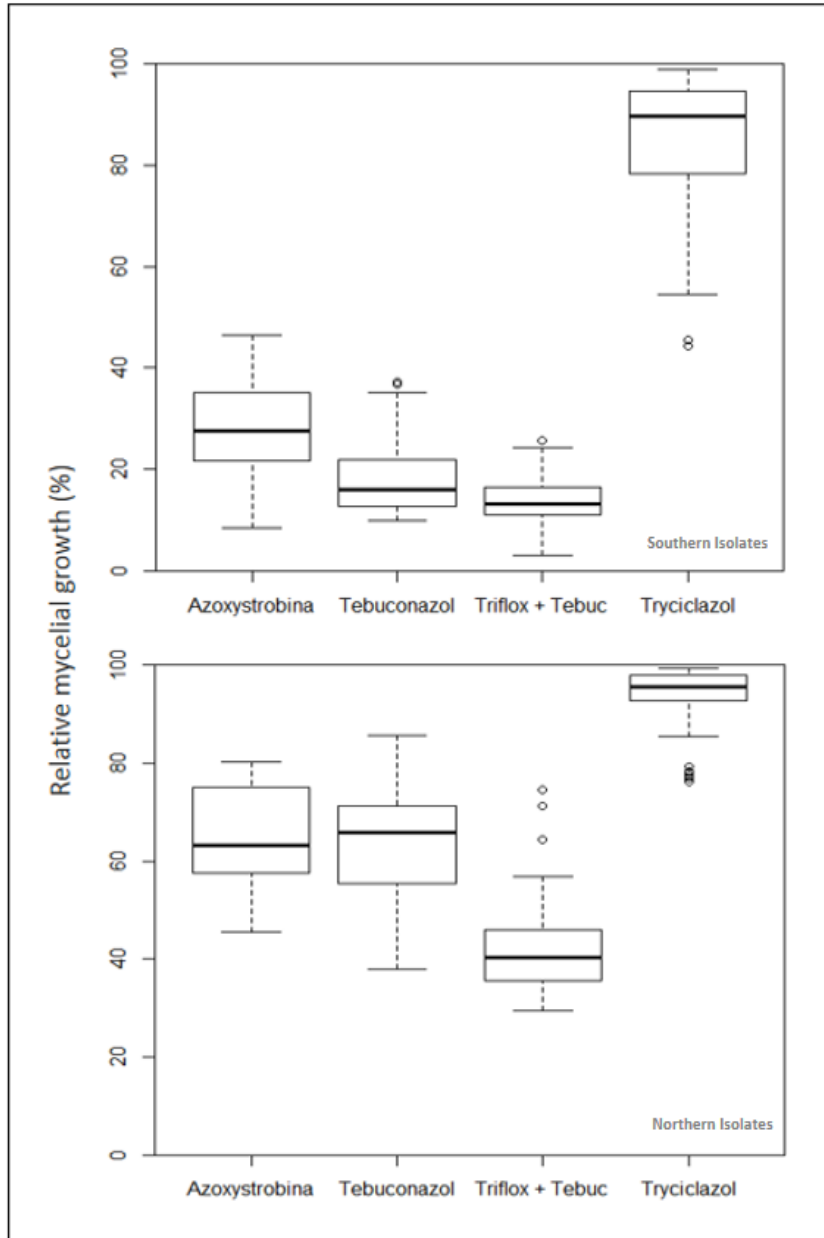 Relative mycelial growth (%)
100
80
60
40
20
0
Southern Isolates
Azoxystrobina Tebuconazol Triflox + Tebuc Tryciclazol
100
80
60
40
20
0
Northern Isolates
Azoxystrobina Tebuconazol Triflox + Tebuc Tryciclazol